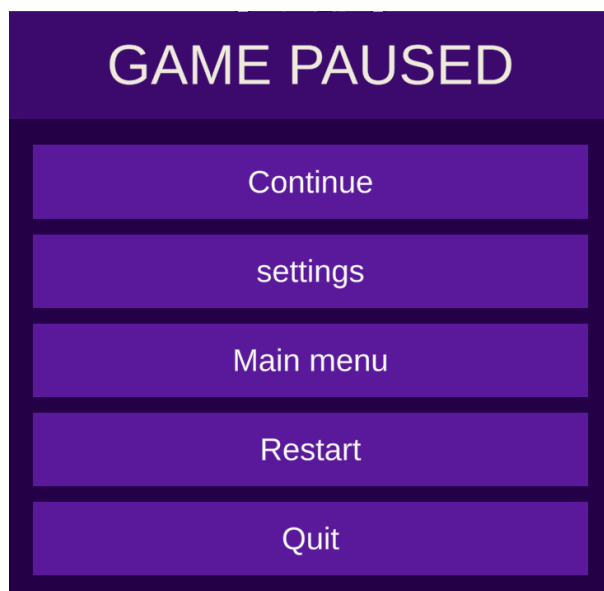 GAME PAUSED
Continue
settings
Main menu
Restart
Quit